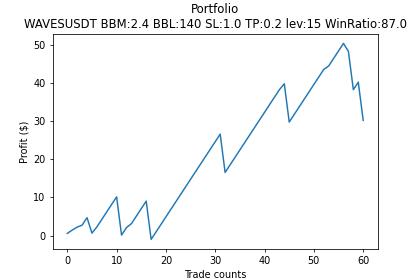 Portfolio
WAVESUSDT BBM:2.4 BBL:140 SL:1.0 TP:0.2 lev:15 WinRatio:87.0
50
40
30
20
10
0
Profit ($)
0 10 20 30 40 50 60
Trade counts